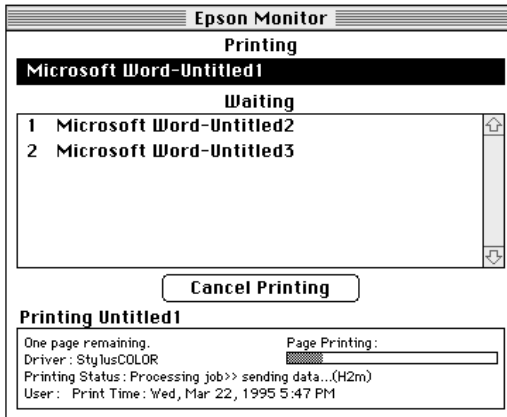 Epson Monitor
Printing
Microsoft Word-Untitled1
Waiting
1 Microsoft Word-Untitled2
2 Microsoft Word-Untitled3
Cancel Printing
Printing Untitled1
One page remaining. Page Printing:
Driver: StylusCOLOR
Printing Status: Processing job>> sending data...(H2m)
User: Print Time: Wed, Mar 22, 1995 5:47 PM